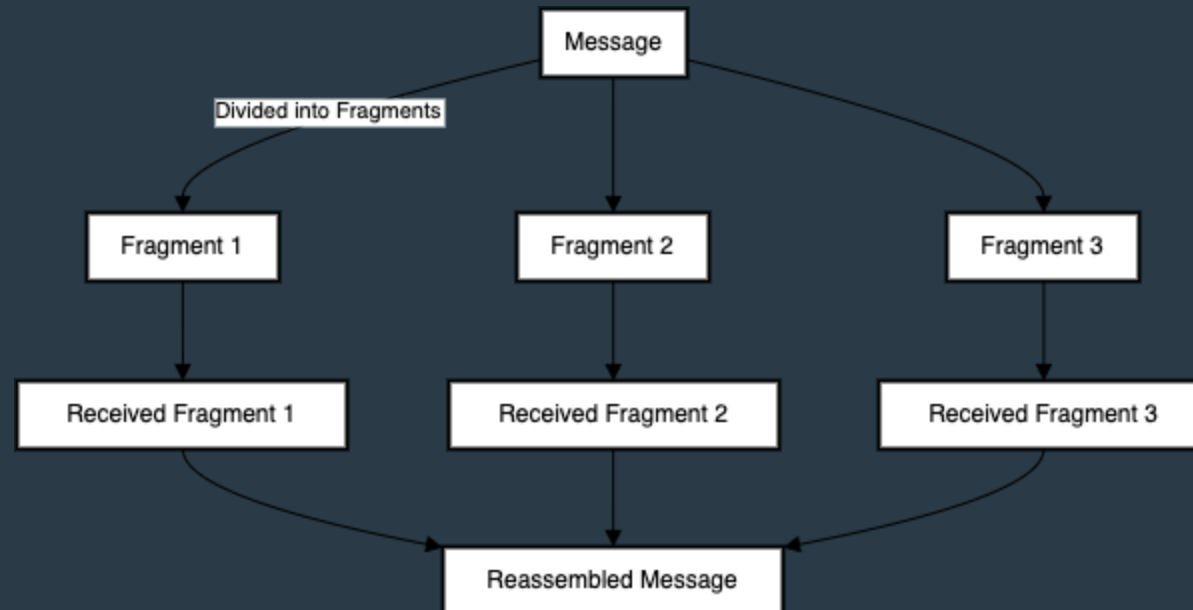 Message
Divided into Fragments
Fragment 1
Fragment 2
Fragment 3
Received Fragment 1
Received Fragment 2
Received Fragment 3
Reassembled Message